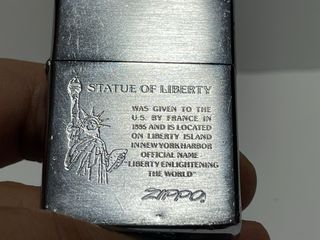 STATUE OF LIBERTY
WAS GIVEN TO THE
U.S. BY FRANCE IN
1885 AND IS LOCATED
ON LIBERTY ISLAND
IN NEW YORK HARBOR
OFFICIAL NAME
"LIBERTY ENLIGHTENING
THE WORLD"
ZIPPO